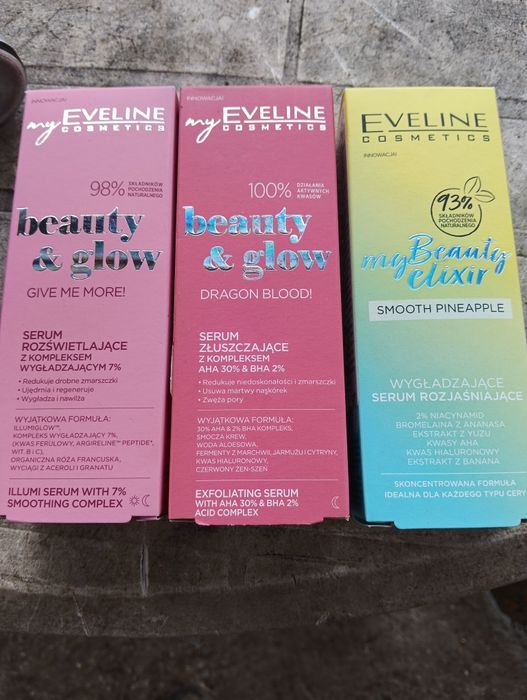 INNOWACJA!
my EVELINE
COSMETICS
98% SKŁADNIKÓW
POCHODZENIA
NATURALNEGO
beauty
& glow
GIVE ME MORE!
SERUM
ROZŚWIETLAJĄCE
Z KOMPLEKSEM
WYGŁADZAJĄCYM 7%
• Redukuje drobne zmarszczki
• Ujędrnia i regeneruje
• Wygładza i nawilża
WYJĄTKOWA FORMUŁA:
ILLUMIGLOW™,
KOMPLEKS WYGŁADZAJĄCY 7%,
(KWAS FERULOWY, ARGIRELINE™ PEPTIDE*,
WIT. B i C),
ORGANICZNA RÓŻA FRANCUSKA,
WYCIĄGI Z ACEROLI I GRANATU
ILLUMI SERUM WITH 7%
SMOOTHING COMPLEX
INNOWACJA!
my EVELINE
COSMETICS
100% DZIAŁANIA
AKTYWNYCH
KWASÓW
beauty
& glow
DRAGON BLOOD!
SERUM
ZŁUSZCZAJĄCE
Z KOMPLEKSEM
AHA 30% & BHA 2%
• Redukuje niedoskonałości i zmarszczki
• Usuwa martwy naskórek
• Zwęża pory
WYJĄTKOWA FORMUŁA:
30% AHA & 2% BHA KOMPLEKS,
SMOCZA KREW,
WODA ALOESOWA,
FERMENTY Z MARCHWI, JARMUŻU I CYTRYNY,
KWAS HIALURONOWY,
CZERWONY ŻEŃ-SZEŃ
EXFOLIATING SERUM
WITH AHA 30% & BHA 2%
ACID COMPLEX
EVELINE
COSMETICS
INNOWACJA!
93%
SKŁADNIKÓW
POCHODZENIA
NATURALNEGO
my Beauty
elixir
SMOOTH PINEAPPLE
WYGŁADZAJĄCE
SERUM ROZJAŚNIAJĄCE
2% NIACYNAMID
BROMELAINA Z ANANASA
EKSTRAKT Z YUZU
KWASY AHA
KWAS HIALURONOWY
EKSTRAKT Z BANANA
SKONCENTROWANA FORMUŁA
IDEALNA DLA KAŻDEGO TYPU CERY